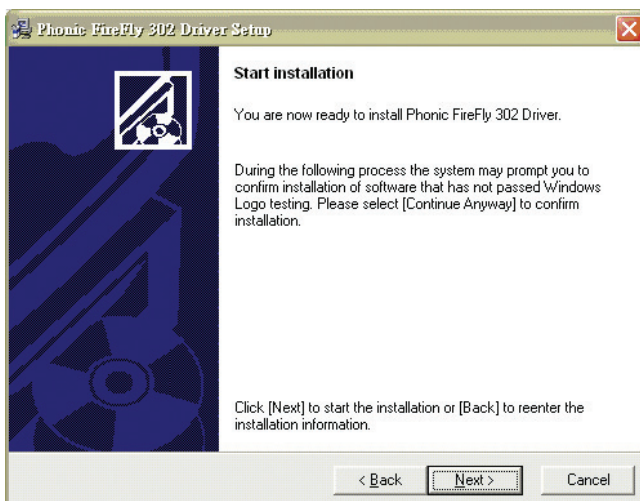 Phonic FireFly 302 Driver Setup
Start installation
You are now ready to install Phonic FireFly 302 Driver.
During the following process the system may prompt you to
confirm installation of software that has not passed Windows
Logo testing. Please select [Continue Anyway] to confirm
installation.
Click [Next] to start the installation or [Back] to reenter the
installation information.
< Back Next > Cancel